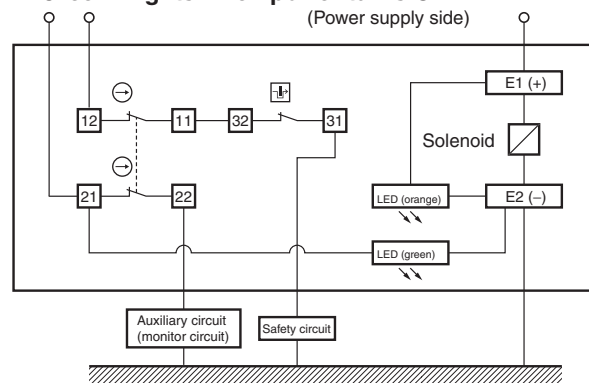 (Power supply side)
E1 (+)
12
11
32
31
Solenoid
21
22
LED (orange)
E2 (−)
LED (green)
Auxiliary circuit
(monitor circuit)
Safety circuit